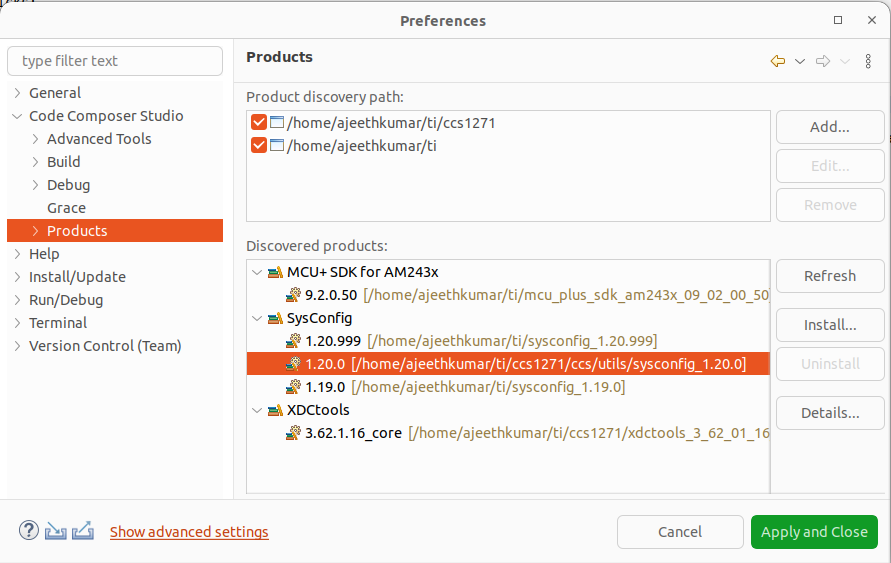 Preferences
type filter text
General
Code Composer Studio
Advanced Tools
Build
Debug
Grace
Products
Help
Install/Update
Run/Debug
Terminal
Version Control (Team)
Products
Product discovery path:
/home/ajeethkumar/ti/ccs1271
/home/ajeethkumar/ti
Add...
Edit...
Remove
Discovered products:
MCU+ SDK for AM243x
9.2.0.50 [/home/ajeethkumar/ti/mcu_plus_sdk_am243x_09_02_00_50]
SysConfig
1.20.999 [/home/ajeethkumar/ti/sysconfig_1.20.999]
1.20.0 [/home/ajeethkumar/ti/ccs1271/ccs/utils/sysconfig_1.20.0]
1.19.0 [/home/ajeethkumar/ti/sysconfig_1.19.0]
XDCtools
3.62.1.16_core [/home/ajeethkumar/ti/ccs1271/xdctools_3_62_01_16
Refresh
Install...
Uninstall
Details...
Show advanced settings
Cancel
Apply and Close